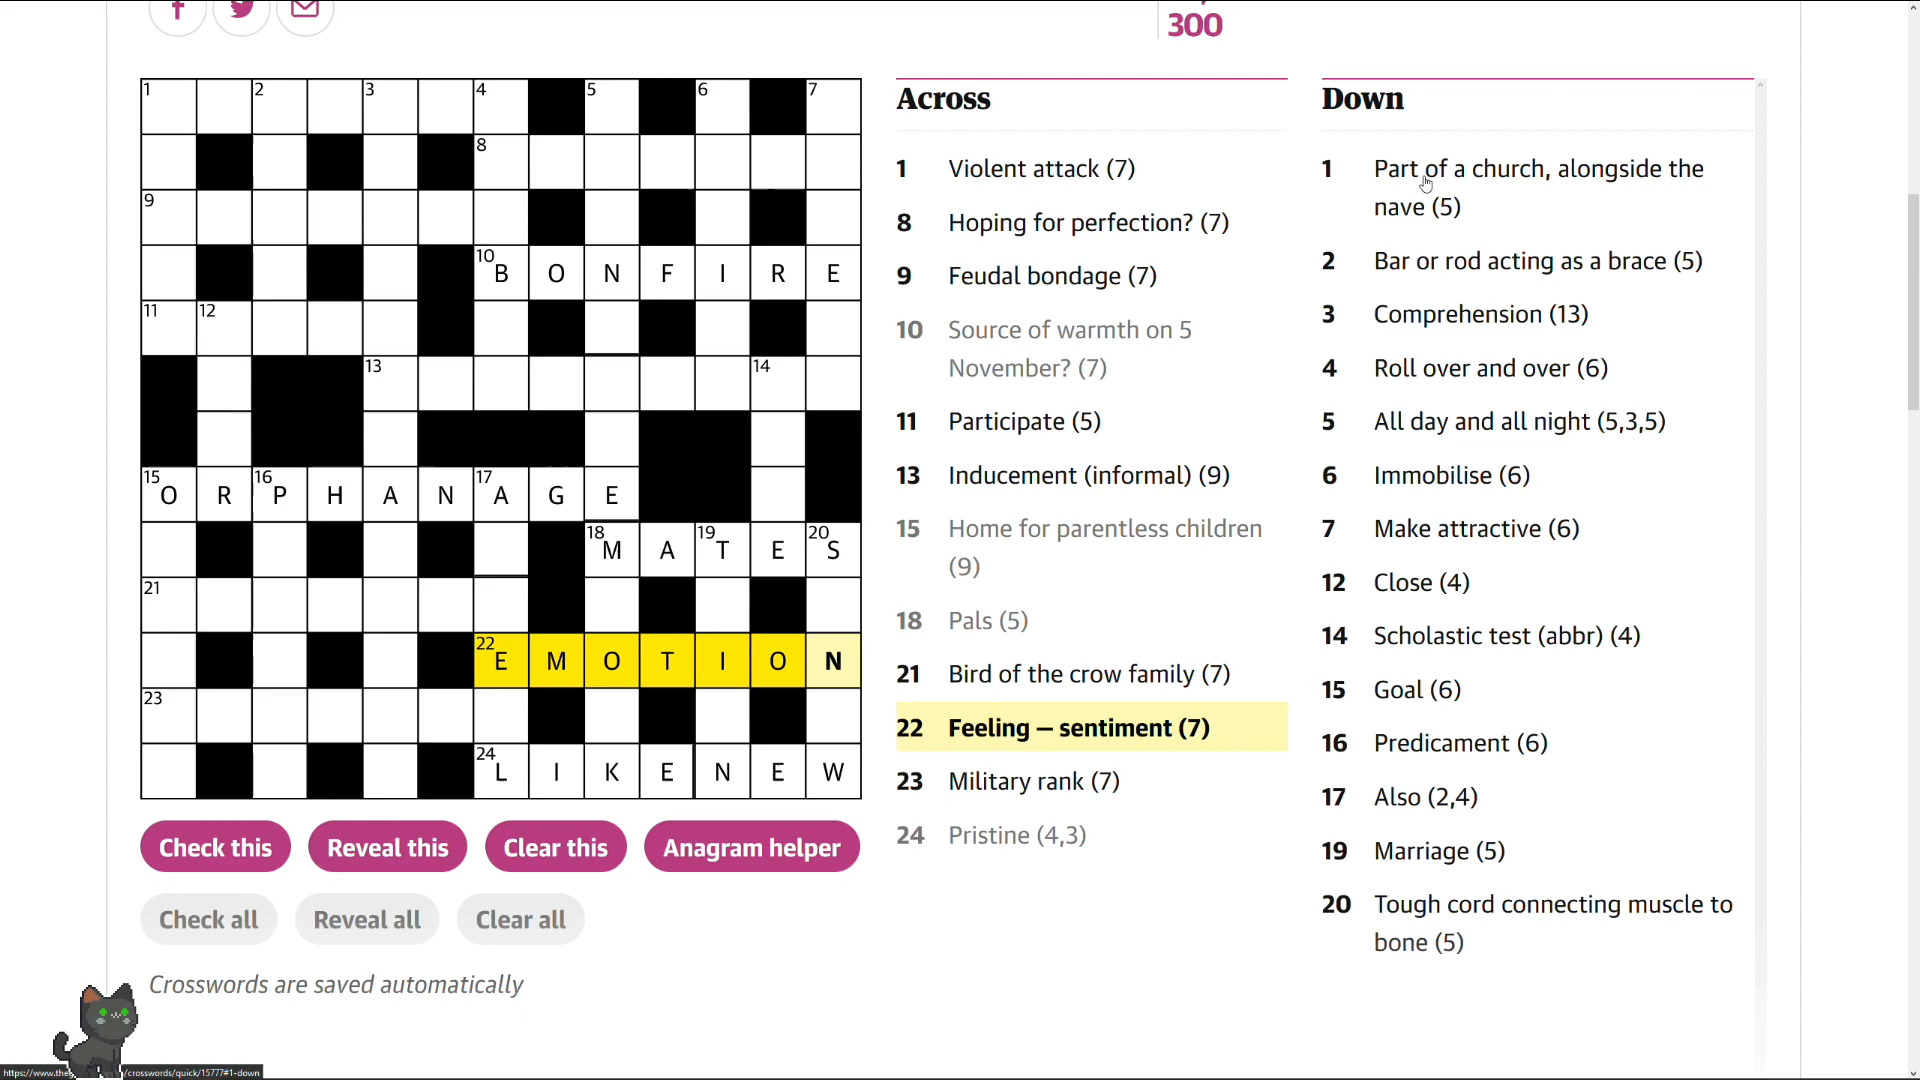 300
1 2 3 4 5 6 7
8
9
10 B O N F I R E
11 12
13 14
15 O R 16 P H A N 17 A G E
18 M A 19 T E 20 S
21
22 E M O T I O N
23
24 L I K E N E W
Check this Reveal this Clear this Anagram helper
Check all Reveal all Clear all
Crosswords are saved automatically
Across
1 Violent attack (7)
8 Hoping for perfection? (7)
9 Feudal bondage (7)
10 Source of warmth on 5
November? (7)
11 Participate (5)
13 Inducement (informal) (9)
15 Home for parentless children
(9)
18 Pals (5)
21 Bird of the crow family (7)
22 Feeling – sentiment (7)
23 Military rank (7)
24 Pristine (4,3)
Down
1 Part of a church, alongside the
nave (5)
2 Bar or rod acting as a brace (5)
3 Comprehension (13)
4 Roll over and over (6)
5 All day and all night (5,3,5)
6 Immobilise (6)
7 Make attractive (6)
12 Close (4)
14 Scholastic test (abbr) (4)
15 Goal (6)
16 Predicament (6)
17 Also (2,4)
19 Marriage (5)
20 Tough cord connecting muscle to
bone (5)
https://www.the /crosswords/quick/15777#1-down